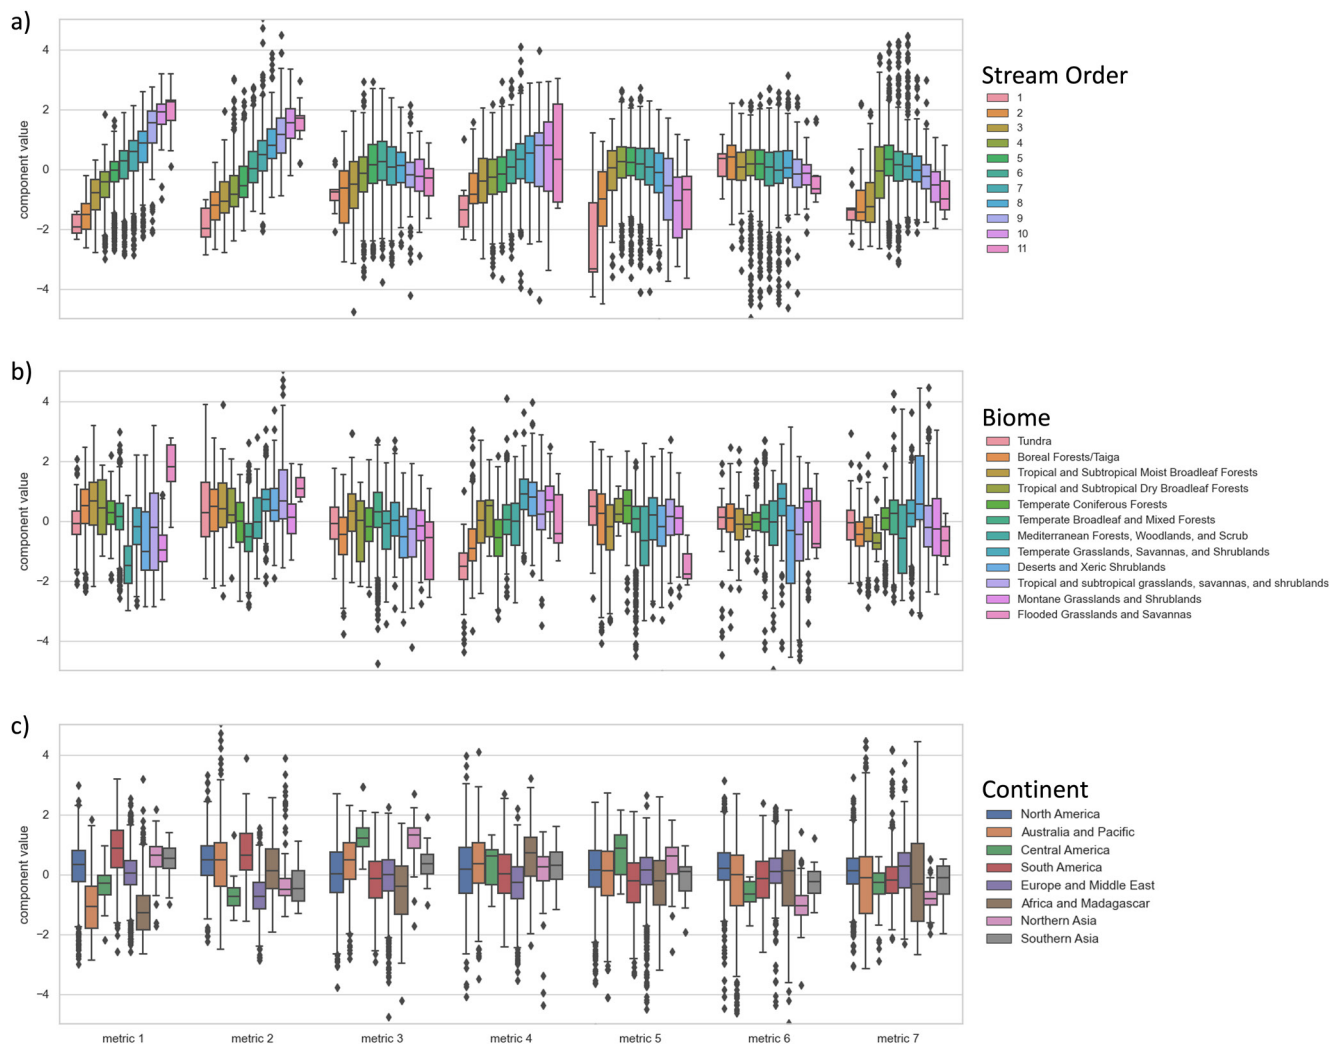 a)
component value
4
2
0
−2
−4
Stream Order
1
2
3
4
5
6
7
8
9
10
11
b)
component value
4
2
0
−2
−4
Biome
Tundra
Boreal Forests/Taiga
Tropical and Subtropical Moist Broadleaf Forests
Tropical and Subtropical Dry Broadleaf Forests
Temperate Coniferous Forests
Temperate Broadleaf and Mixed Forests
Mediterranean Forests, Woodlands, and Scrub
Temperate Grasslands, Savannas, and Shrublands
Deserts and Xeric Shrublands
Tropical and subtropical grasslands, savannas, and shrublands
Montane Grasslands and Shrublands
Flooded Grasslands and Savannas
c)
component value
4
2
0
−2
−4
Continent
North America
Australia and Pacific
Central America
South America
Europe and Middle East
Africa and Madagascar
Northern Asia
Southern Asia
metric 1 metric 2 metric 3 metric 4 metric 5 metric 6 metric 7